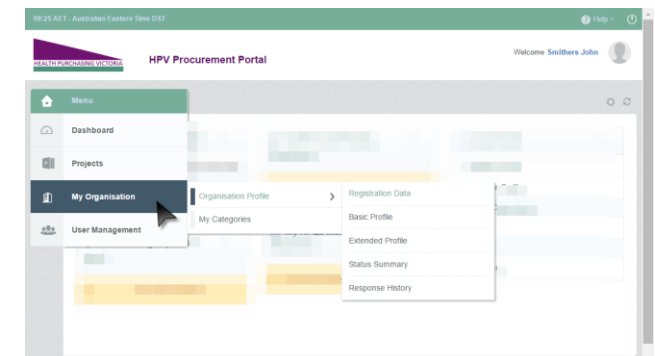 09:25 AET - Australian Eastern Time DST
Help
HEALTH PURCHASING VICTORIA
HPV Procurement Portal
Welcome Smithers John
Menu
Dashboard
Projects
My Organisation
Organisation Profile
Registration Data
My Categories
Basic Profile
User Management
Extended Profile
Status Summary
Response History